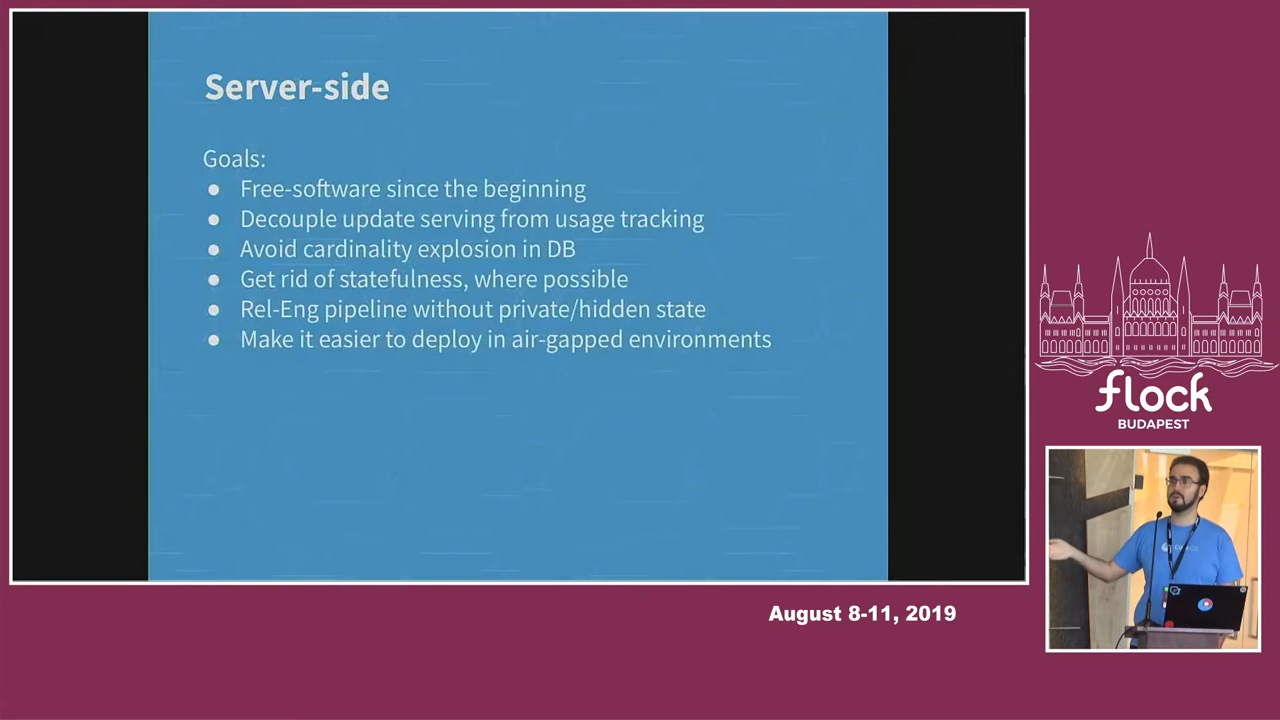 Server-side
Goals:
● Free-software since the beginning
● Decouple update serving from usage tracking
● Avoid cardinality explosion in DB
● Get rid of statefulness, where possible
● Rel-Eng pipeline without private/hidden state
● Make it easier to deploy in air-gapped environments
flock
BUDAPEST
August 8-11, 2019